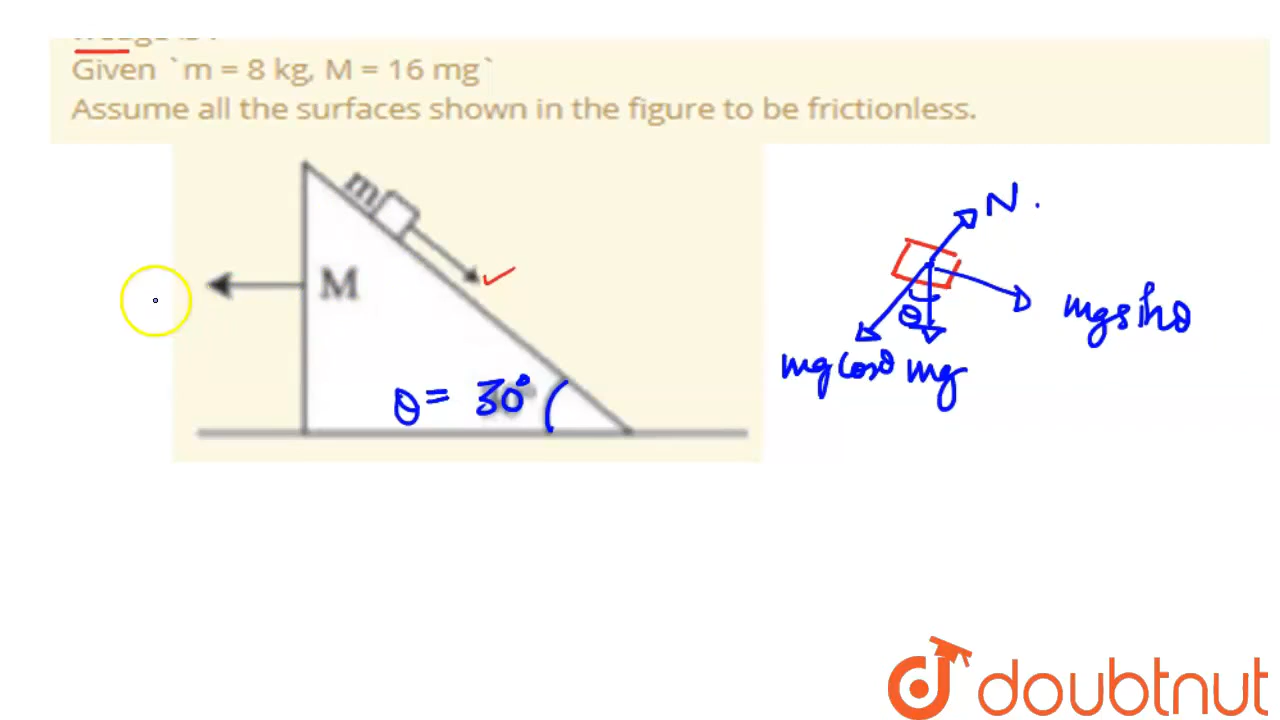 Given `m = 8 kg, M = 16 mg`
Assume all the surfaces shown in the figure to be frictionless.
m
M
θ = 30°
N
θ
mg cosθ
mg
mg sinθ
doubtnut